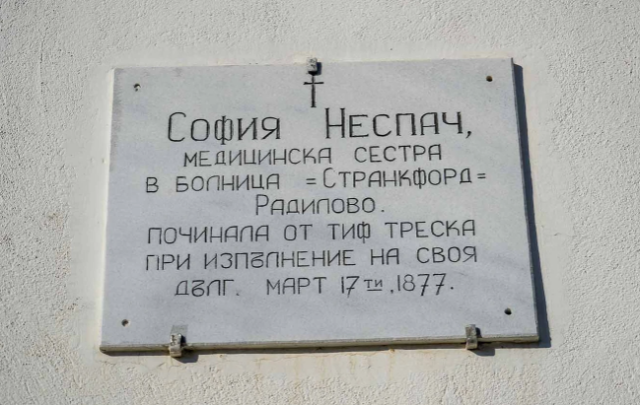 †
София Неспач,
медицинска сестра
в болница =Странкфорд=
Радилово.
починала от тиф треска
при изпълнение на своя
дълг. март 17ти, 1877.